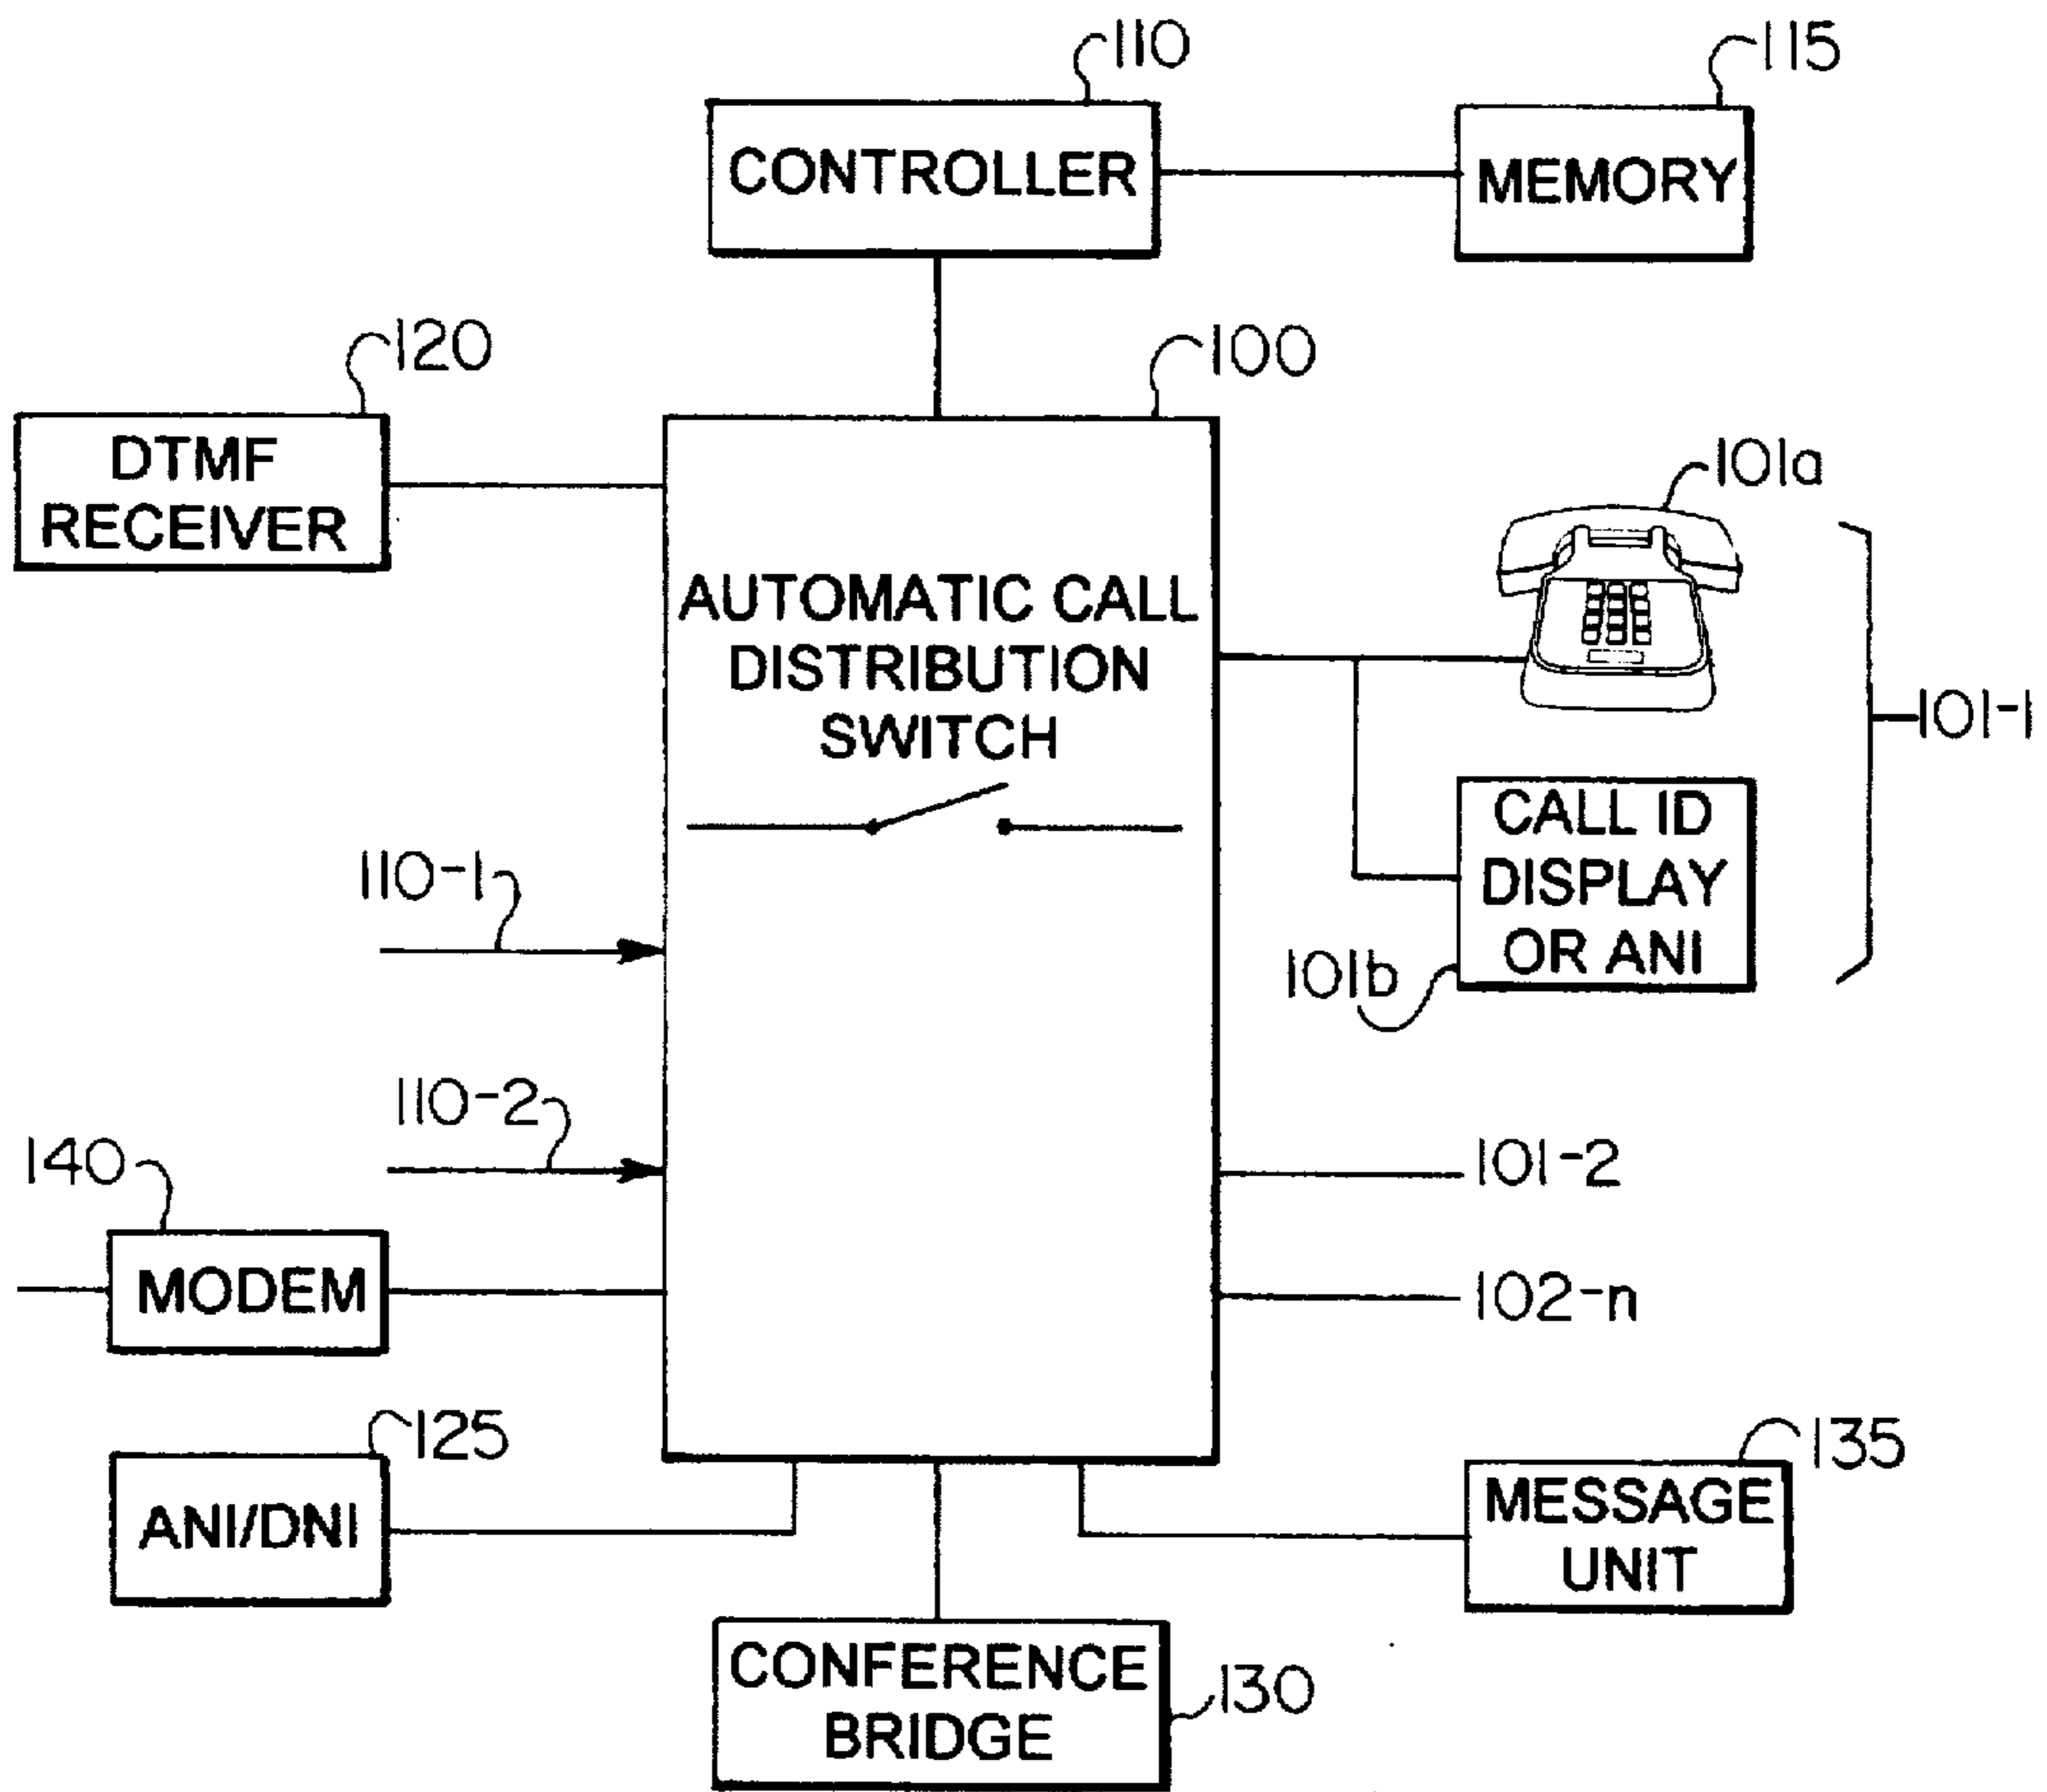 110
115
CONTROLLER
MEMORY
120
100
DTMF
RECEIVER
101a
AUTOMATIC CALL
DISTRIBUTION
SWITCH
101-1
CALL ID
DISPLAY
OR ANI
110-1
101b
110-2
140
101-2
MODEM
102-n
125
135
ANI/DNI
MESSAGE
UNIT
CONFERENCE
BRIDGE
130